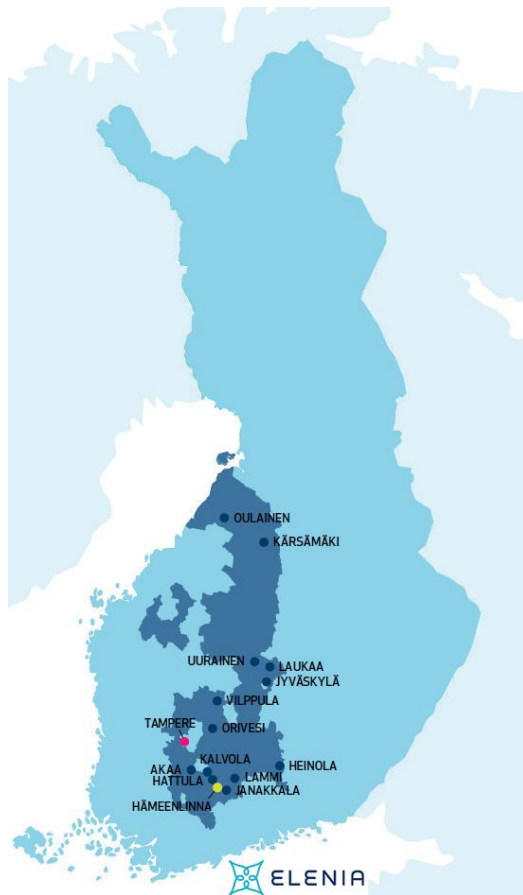 OULAINEN
KÄRSÄMÄKI
UURAINEN
LAUKAA
JYVÄSKYLÄ
VILPPULA
TAMPERE
ORIVESI
KALVOLA
HEINOLA
AKAA
LAMMI
HATTULA
JANAKKALA
HÄMEENLINNA
ELENIA